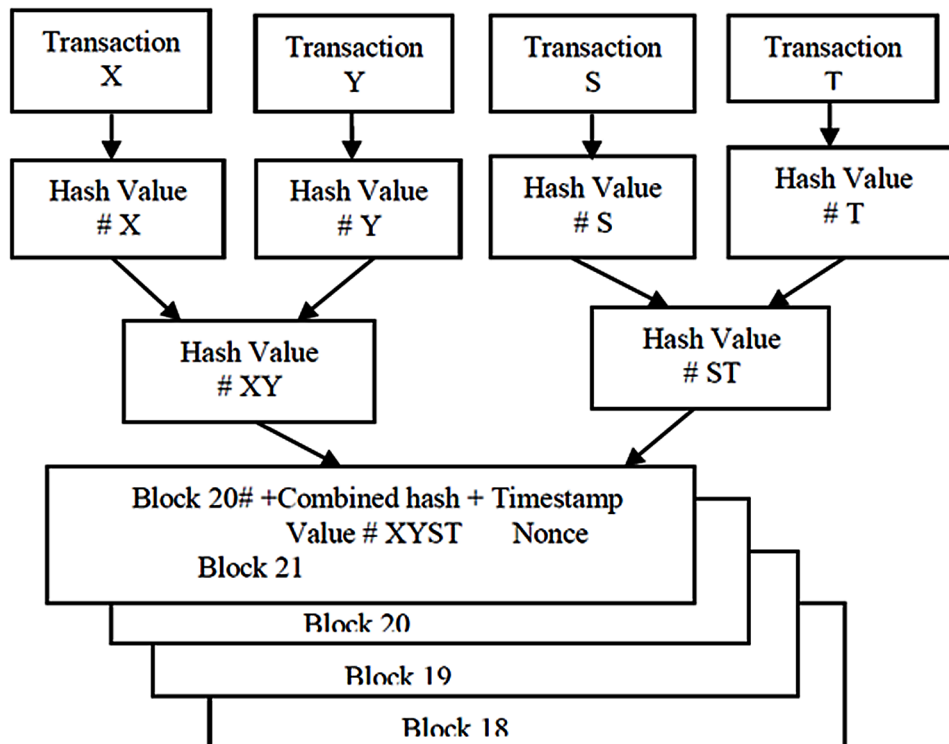 Transaction
X
Transaction
Y
Transaction
S
Transaction
T
Hash Value
# X
Hash Value
# Y
Hash Value
# S
Hash Value
# T
Hash Value
# XY
Hash Value
# ST
Block 20# +Combined hash + Timestamp
Value # XYST Nonce
Block 21
Block 20
Block 19
Block 18